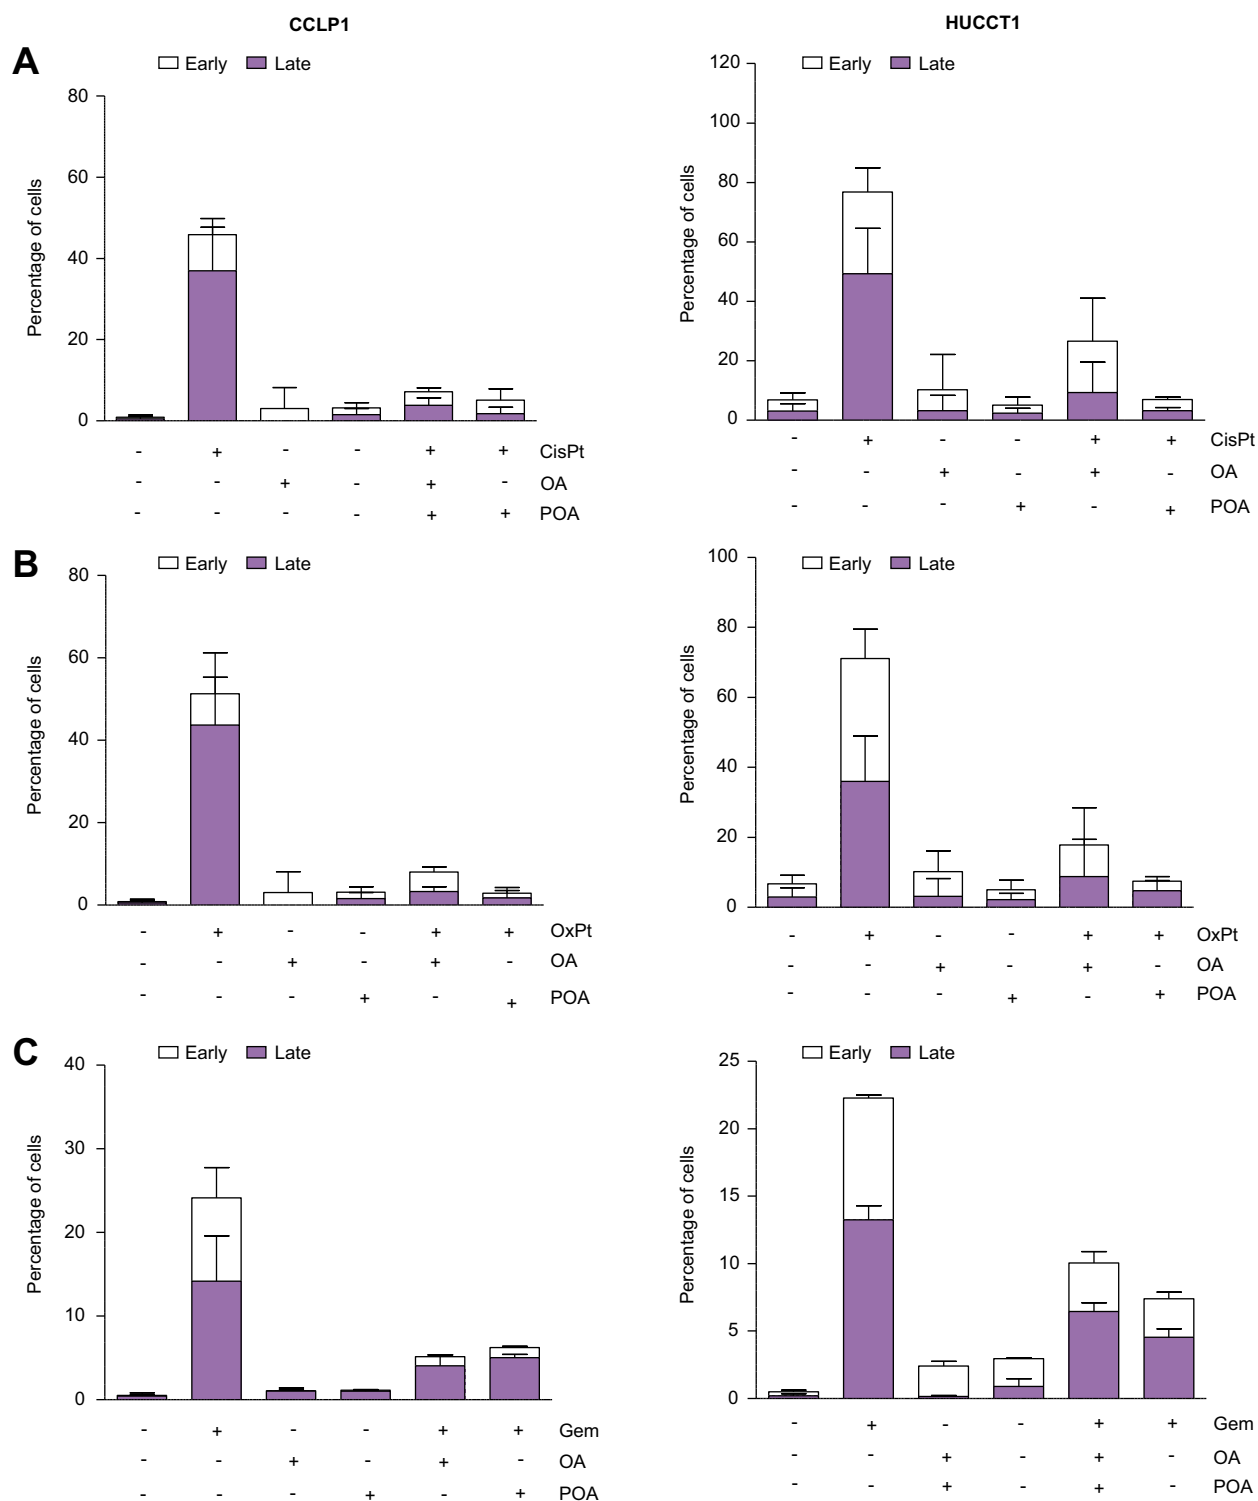 CCLP1
HUCCT1
A
Early Late
Early Late
Percentage of cells
80
60
40
20
0
- + - - + + CisPt
- - + - + - OA
- - - - + + POA
Percentage of cells
120
100
80
60
40
20
0
- + - - + + CisPt
- - + - + - OA
- - - + - + POA
B
Early Late
Early Late
Percentage of cells
80
60
40
20
0
- + - - + + OxPt
- - + - + - OA
- - - + - + POA
Percentage of cells
100
80
60
40
20
0
- + - - + + OxPt
- - + - + - OA
- - - + - + POA
C
Early Late
Early Late
Percentage of cells
40
30
20
10
0
- + - - + + Gem
- - + - + - OA
- - - + - + POA
Percentage of cells
25
20
15
10
5
0
- + - - + + Gem
- - + - + - OA
- - + - + - POA